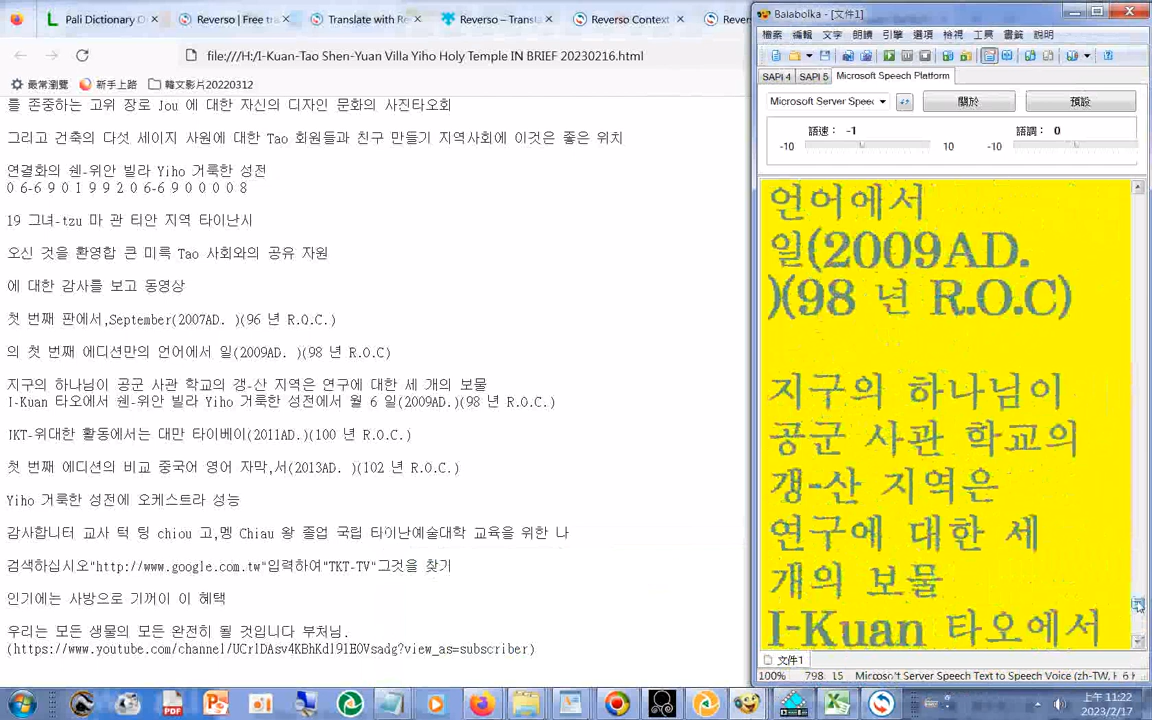 Pali Dictionary
Reverso | Free tra
Translate with Re
Reverso – Transl
Reverso Context
Rever
file:///H:/I-Kuan-Tao Shen-Yuan Villa Yiho Holy Temple IN BRIEF 20230216.html
最常瀏覽 新手上路 韓文影片20220312
를 존중하는 고위 장로 Jou 에 대한 자신의 디자인 문화의 사진타오회
그리고 건축의 다섯 세이지 사원에 대한 Tao 회원들과 친구 만들기 지역사회에 이것은 좋은 위치
연결화의 쉔-위안 빌라 Yiho 거룩한 성전
0 6-6 9 0 1 9 9 2 0 6-6 9 0 0 0 0 8
19 그녀-tzu 마 관 티안 지역 타이난시
오신 것을 환영합 큰 미륵 Tao 사회와의 공유 자원
에 대한 감사를 보고 동영상
첫 번째 판에서,September(2007AD. )(96 년 R.O.C.)
의 첫 번째 에디션만의 언어에서 일(2009AD. )(98 년 R.O.C)
지구의 하나님이 공군 사관 학교의 갱-산 지역은 연구에 대한 세 개의 보물
I-Kuan 타오에서 쉔-위안 빌라 Yiho 거룩한 성전에서 월 6 일(2009AD.)(98 년 R.O.C.)
IKT-위대한 활동에서는 대만 타이베이(2011AD.)(100 년 R.O.C.)
첫 번째 에디션의 비교 중국어 영어 자막,서(2013AD. )(102 년 R.O.C.)
Yiho 거룩한 성전에 오케스트라 성능
감사합니터 교사 턱 팅 chiou 고,멩 Chiau 왕 졸업 국립 타이난예술대학 교육을 위한 나
검색하십시오"http://www.google.com.tw"입력하여"TKT-TV"그것을 찾기
인기에는 사방으로 기꺼이 이 혜택
우리는 모든 생물의 모든 완전히 될 것입니다 부처님.
(https://www.youtube.com/channel/UCrlDAsv4KBhKdl9lEOVsadg?view_as=subscriber)
Balabolka - [文件1]
檔案 編輯 文字 朗讀 引擎 選項 檢視 工具 書籤 說明
SAPI 4 SAPI 5 Microsoft Speech Platform
Microsoft Server Speec 關於 預設
語速: -1 語調: 0
-10 10 -10
언어에서
일(2009AD.
)(98 년 R.O.C)
지구의 하나님이
공군 사관 학교의
갱-산 지역은
연구에 대한 세
개의 보물
I-Kuan 타오에서
文件1
100% 798 15 Microsoft Server Speech Text to Speech Voice (zh-TW,
上午 11:22
2023/2/17